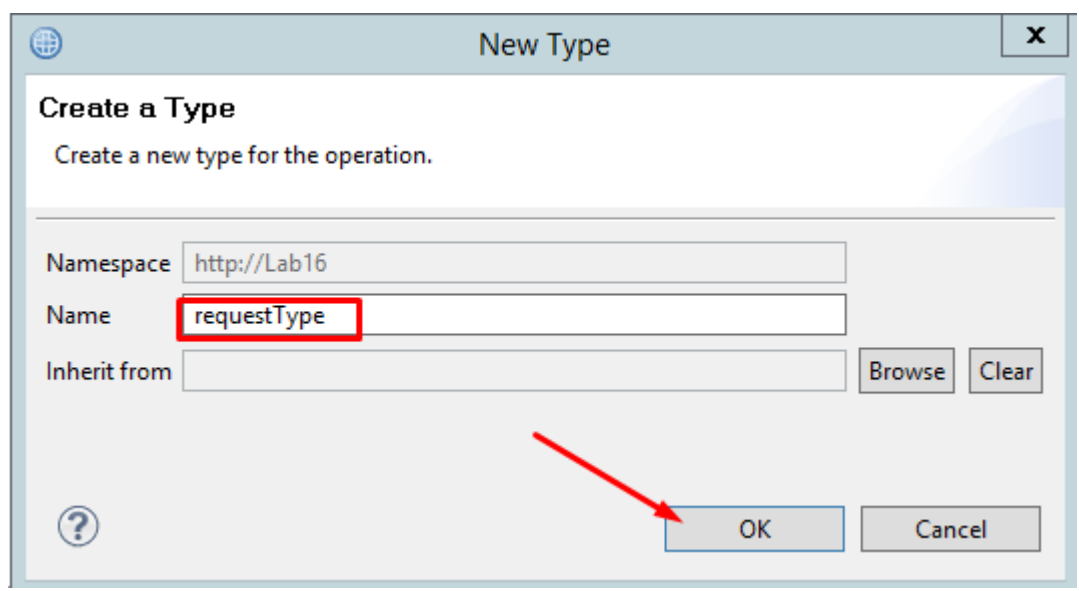 New Type
x
Create a Type
Create a new type for the operation.
Namespace http://Lab16
Name requestType
Inherit from Browse Clear
? OK Cancel